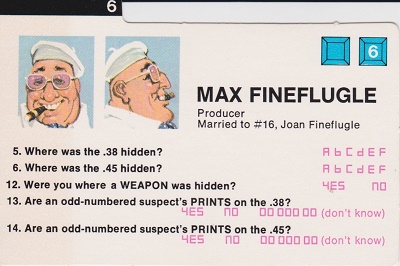 6
6
MAX FINEFLUGLE
Producer
Married to #16, Joan Fineflugle
5. Where was the .38 hidden? A b C d E F
6. Where was the .45 hidden? A b C d E F
12. Were you where a WEAPON was hidden? YES NO
13. Are an odd-numbered suspect's PRINTS on the .38?
YES NO 00 000 00 (don't know)
14. Are an odd-numbered suspect's PRINTS on the .45?
YES NO 00 000 00 (don't know)